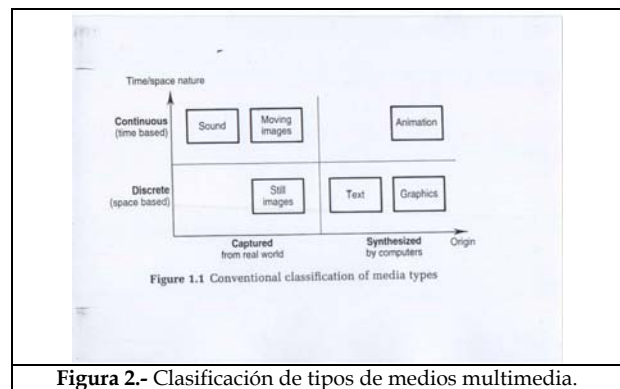 Time/space nature
Continuous
(time based)
Sound
Moving
images
Animation
Discrete
(space based)
Still
images
Text
Graphics
Captured
from real world
Synthesized
by computers
Origin
Figure 1.1 Conventional classification of media types
Figura 2.- Clasificación de tipos de medios multimedia.